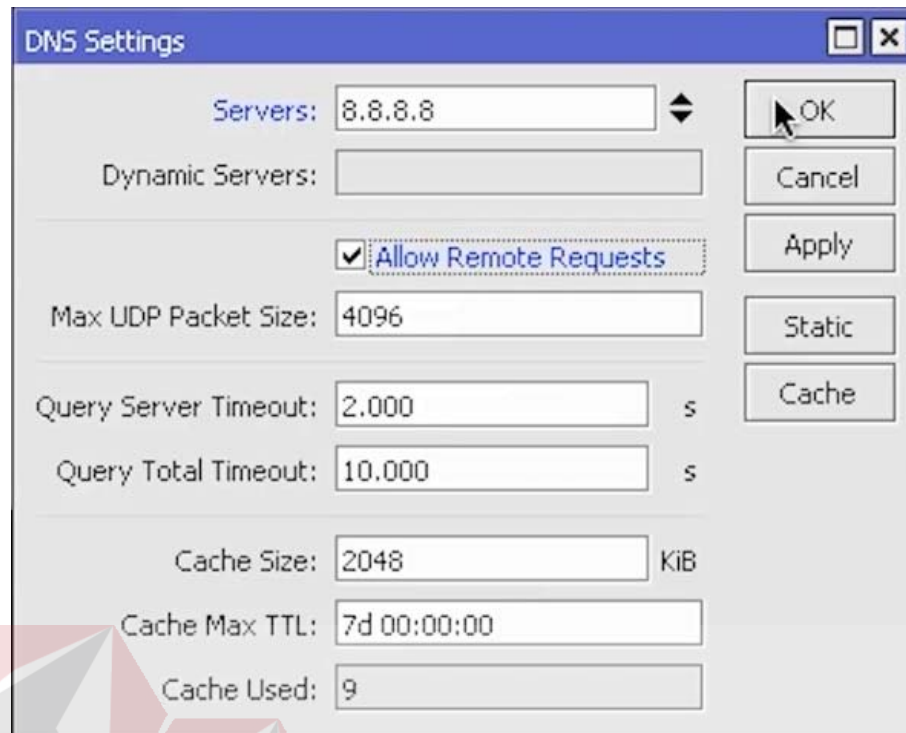 DNS Settings
Servers: 8.8.8.8
OK
Dynamic Servers:
Cancel
Allow Remote Requests
Apply
Max UDP Packet Size: 4096
Static
Query Server Timeout: 2.000 s
Cache
Query Total Timeout: 10.000 s
Cache Size: 2048 KiB
Cache Max TTL: 7d 00:00:00
Cache Used: 9